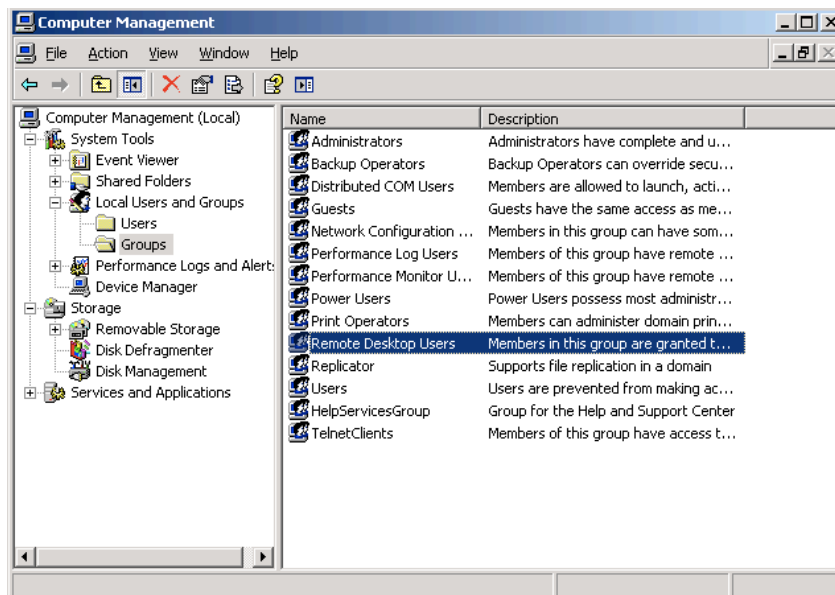 Computer Management
File Action View Window Help
Computer Management (Local)
System Tools
Event Viewer
Shared Folders
Local Users and Groups
Users
Groups
Performance Logs and Alert
Device Manager
Storage
Removable Storage
Disk Defragmenter
Disk Management
Services and Applications
Name Description
Administrators Administrators have complete and u...
Backup Operators Backup Operators can override secu...
Distributed COM Users Members are allowed to launch, acti...
Guests Guests have the same access as me...
Network Configuration ... Members in this group can have som...
Performance Log Users Members of this group have remote ...
Performance Monitor U... Members of this group have remote ...
Power Users Power Users possess most administr...
Print Operators Members can administer domain prin...
Remote Desktop Users Members in this group are granted t...
Replicator Supports file replication in a domain
Users Users are prevented from making ac...
HelpServicesGroup Group for the Help and Support Center
TelnetClients Members of this group have access t...